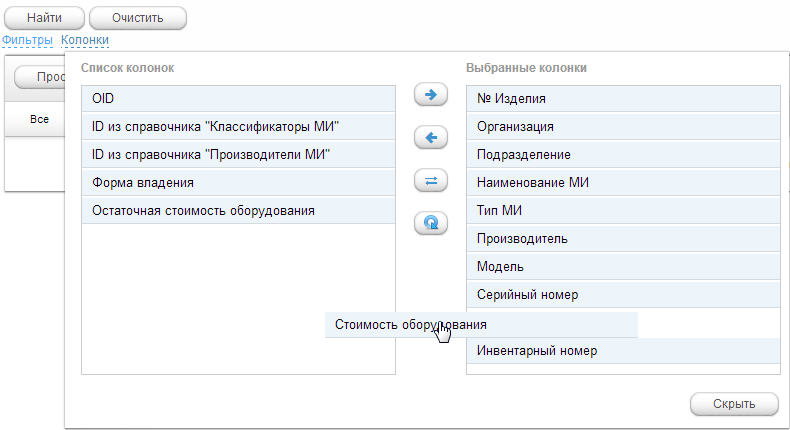 Найти Очистить
Фильтры Колонки
Прос
Все
Список колонок
OID
ID из справочника "Классификаторы МИ"
ID из справочника "Производители МИ"
Форма владения
Остаточная стоимость оборудования
Выбранные колонки
№ Изделия
Организация
Подразделение
Наименование МИ
Тип МИ
Производитель
Модель
Серийный номер
Стоимость оборудования
Инвентарный номер
Скрыть